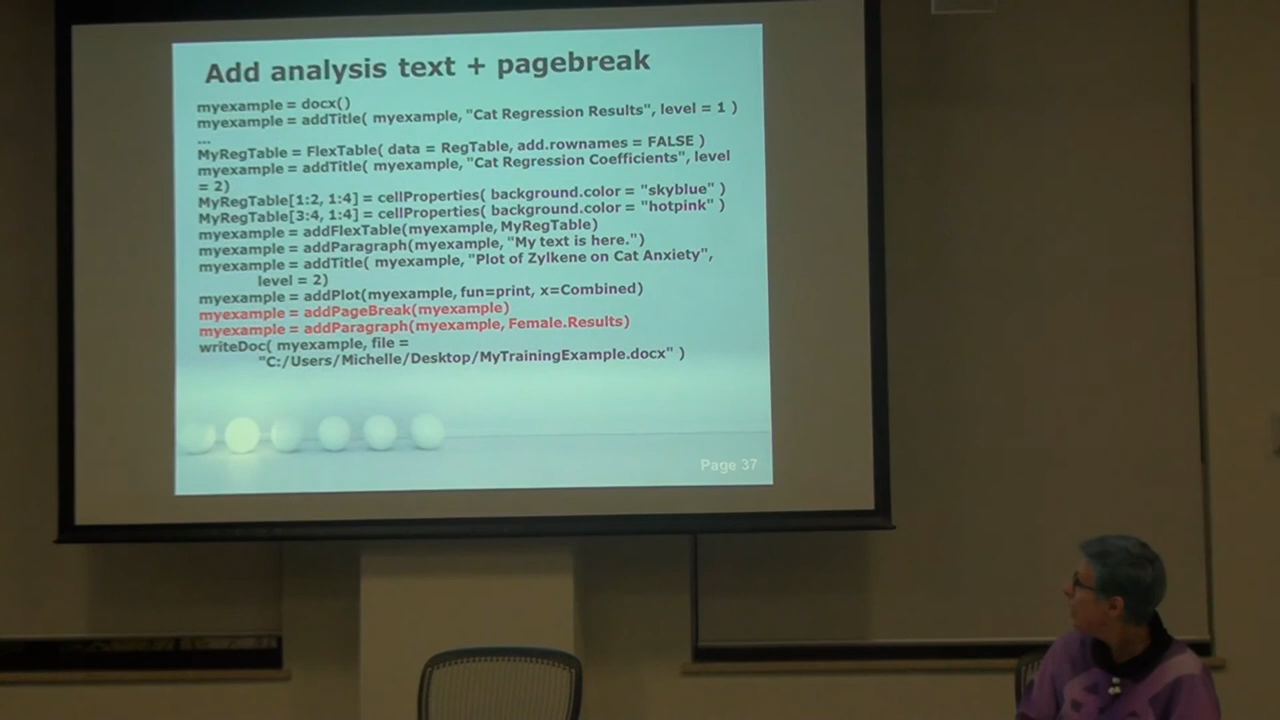 Add analysis text + pagebreak
myexample = docx()
myexample = addTitle( myexample, "Cat Regression Results", level = 1 )
...
MyRegTable = FlexTable( data = RegTable, add.rownames = FALSE )
myexample = addTitle( myexample, "Cat Regression Coefficients", level
= 2)
MyRegTable[1:2, 1:4] = cellProperties( background.color = "skyblue" )
MyRegTable[3:4, 1:4] = cellProperties( background.color = "hotpink" )
myexample = addFlexTable(myexample, MyRegTable)
myexample = addParagraph(myexample, "My text is here.")
myexample = addTitle( myexample, "Plot of Zylkene on Cat Anxiety",
level = 2)
myexample = addPlot(myexample, fun=print, x=Combined)
myexample = addPageBreak(myexample)
myexample = addParagraph(myexample, Female.Results)
writeDoc( myexample, file =
"C:/Users/Michelle/Desktop/MyTrainingExample.docx" )
Page 37